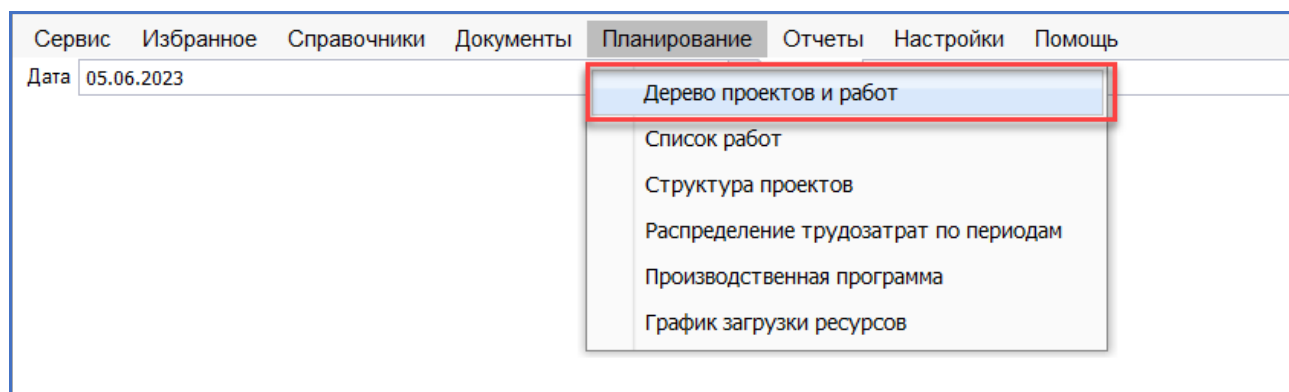 Сервис Избранное Справочники Документы Планирование Отчеты Настройки Помощь
Дата 05.06.2023
Дерево проектов и работ
Список работ
Структура проектов
Распределение трудозатрат по периодам
Производственная программа
График загрузки ресурсов